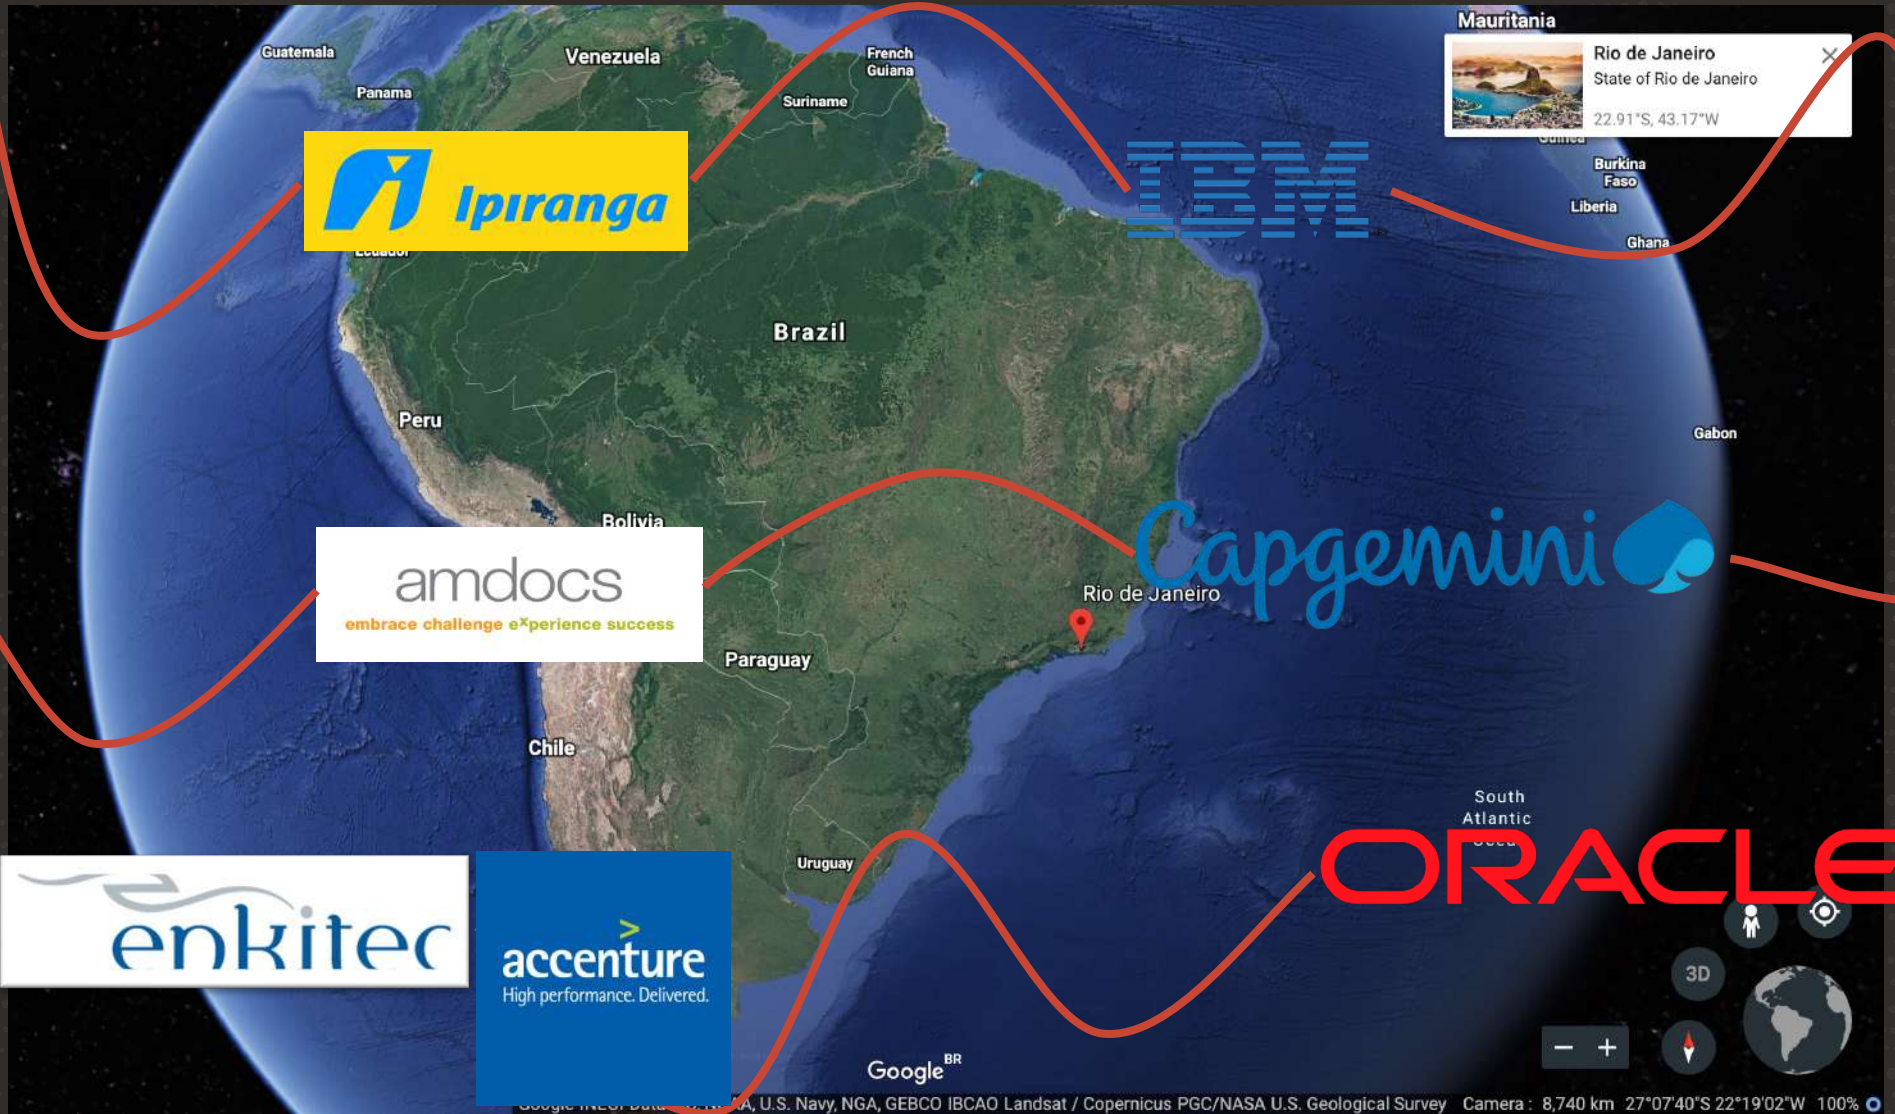 Mauritania
Guatemala
Venezuela
French
Guiana
Rio de Janeiro
State of Rio de Janeiro
22.91°S, 43.17°W
Panama
Suriname
Guinea
Ipiranga
IBM
Burkina
Faso
Liberia
Ghana
Ecuador
Brazil
Peru
Gabon
Bolivia
Capgemini
amdocs
embrace challenge experience success
Rio de Janeiro
Paraguay
Chile
South
Atlantic
Uruguay
ORACLE
enkitec
accenture
High performance. Delivered.
3D
Google BR
U.S. Navy, NGA, GEBCO IBCAO Landsat / Copernicus PGC/NASA U.S. Geological Survey Camera : 8,740 km 27°07'40"S 22°19'02"W 100%